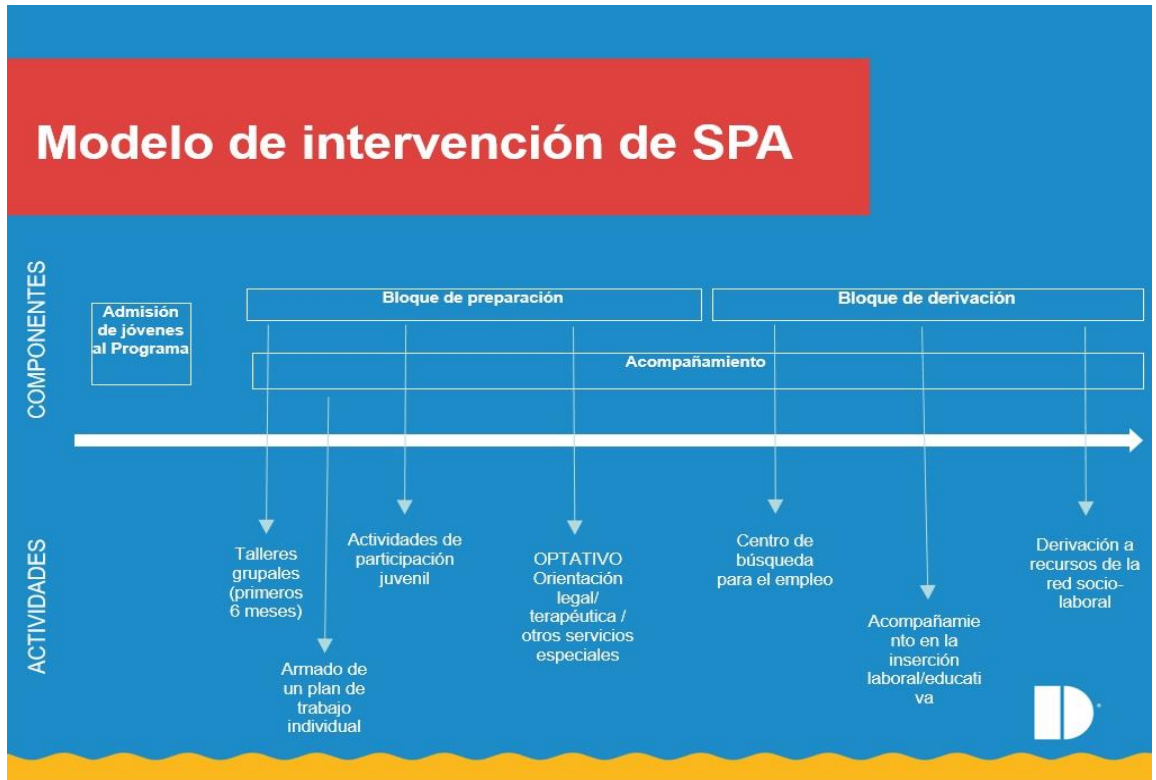 Modelo de intervención de SPA
COMPONENTES
Admisión
de jóvenes
al Programa
Bloque de preparación
Bloque de derivación
Acompañamiento
ACTIVIDADES
Talleres
grupales
(primeros
6 meses)
Armado de
un plan de
trabajo
individual
Actividades de
participación
juvenil
OPTATIVO
Orientación
legal/
terapéutica /
otros servicios
especiales
Centro de
búsqueda
para el empleo
Acompañamie
nto en la
inserción
laboral/educati
va
Derivación a
recursos de la
red socio-
laboral